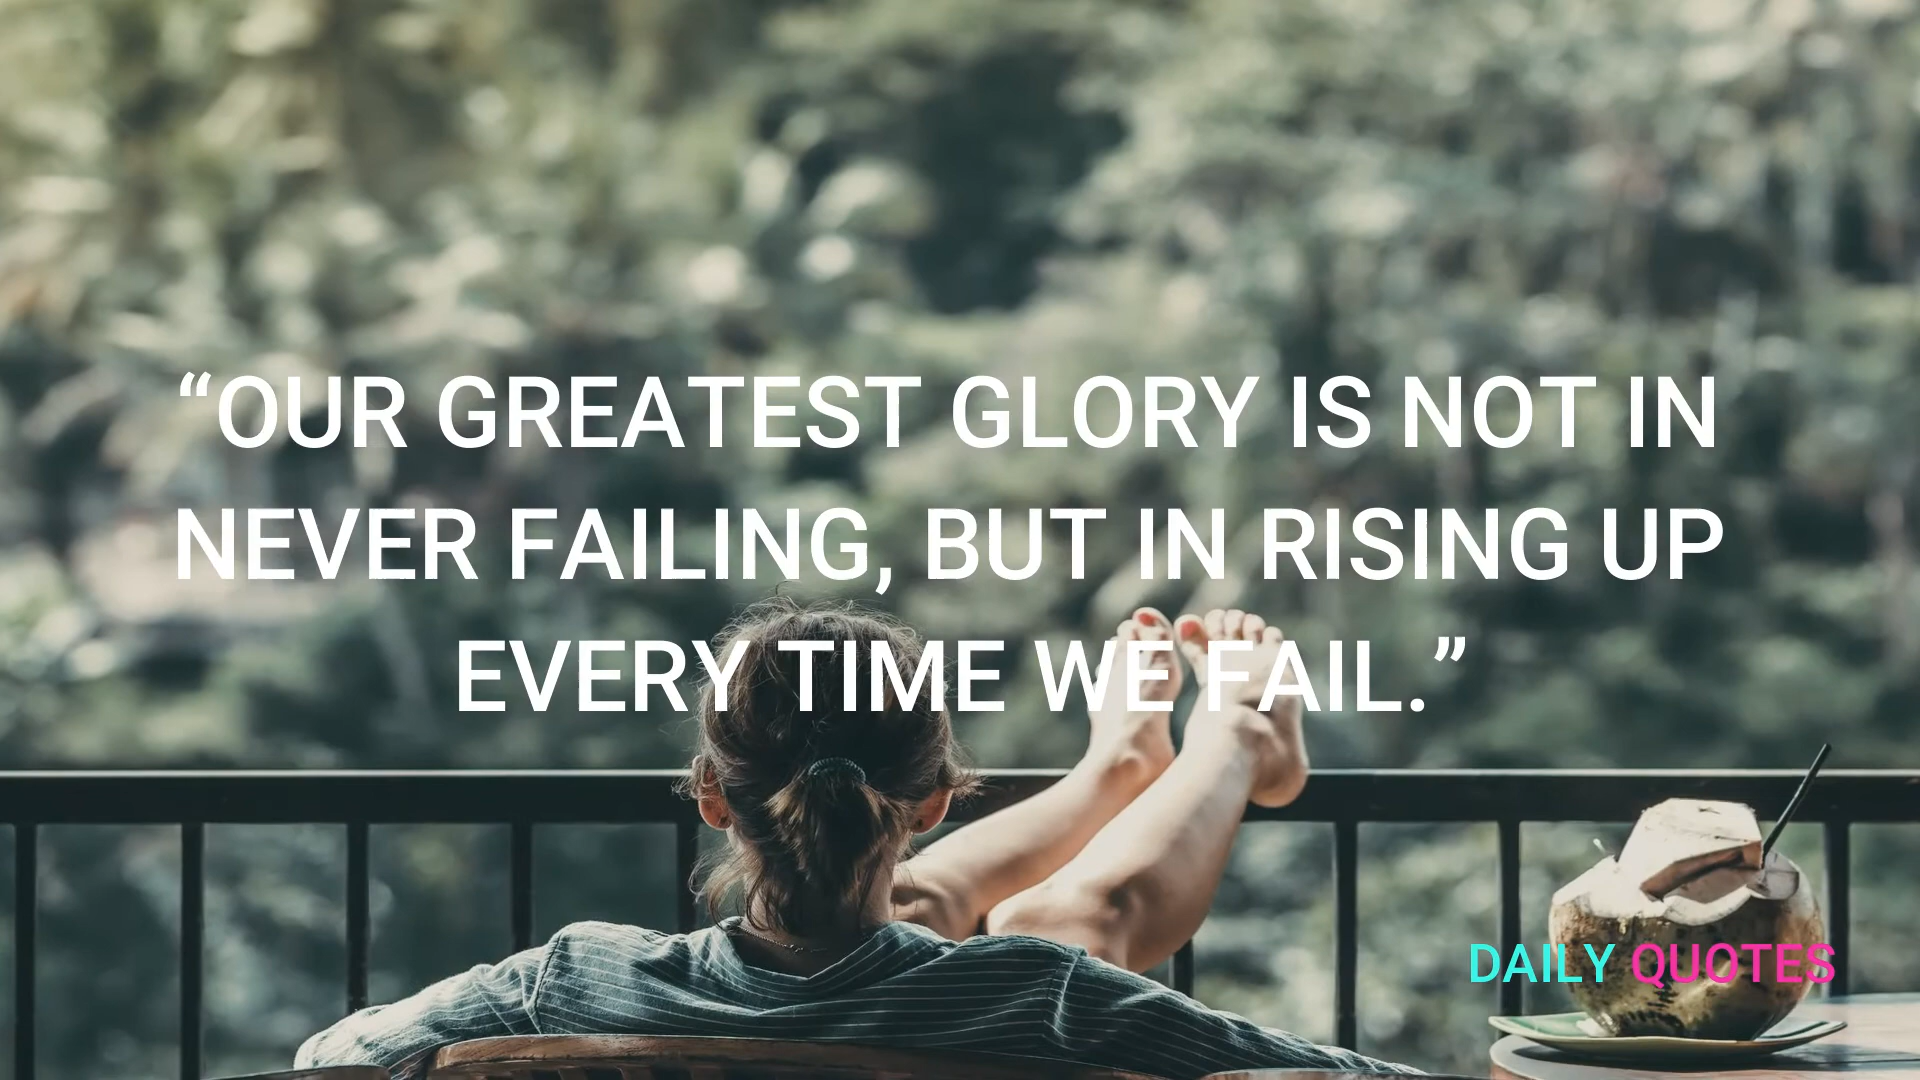 “OUR GREATEST GLORY IS NOT IN
NEVER FAILING, BUT IN RISING UP
EVERY TIME WE FAIL.”
DAILY QUOTES